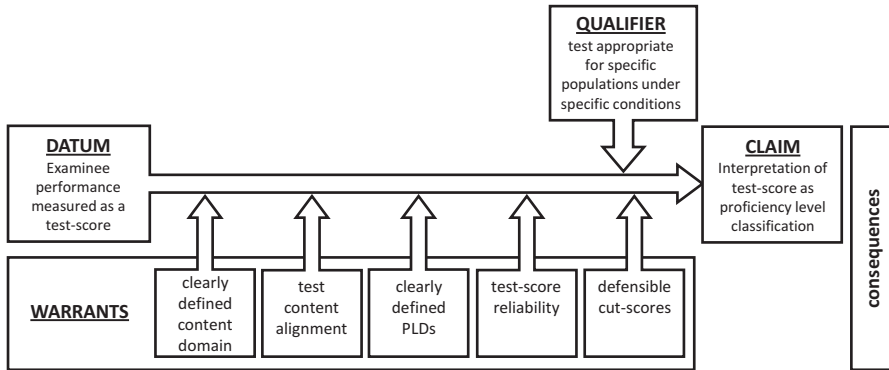 QUALIFIER
test appropriate
for specific
populations under
specific conditions
DATUM
Examinee
performance
measured as a
test-score
CLAIM
Interpretation of
test-score as
proficiency level
classification
consequences
WARRANTS
clearly
defined
content
domain
test
content
alignment
clearly
defined
PLDs
test-score
reliability
defensible
cut-scores